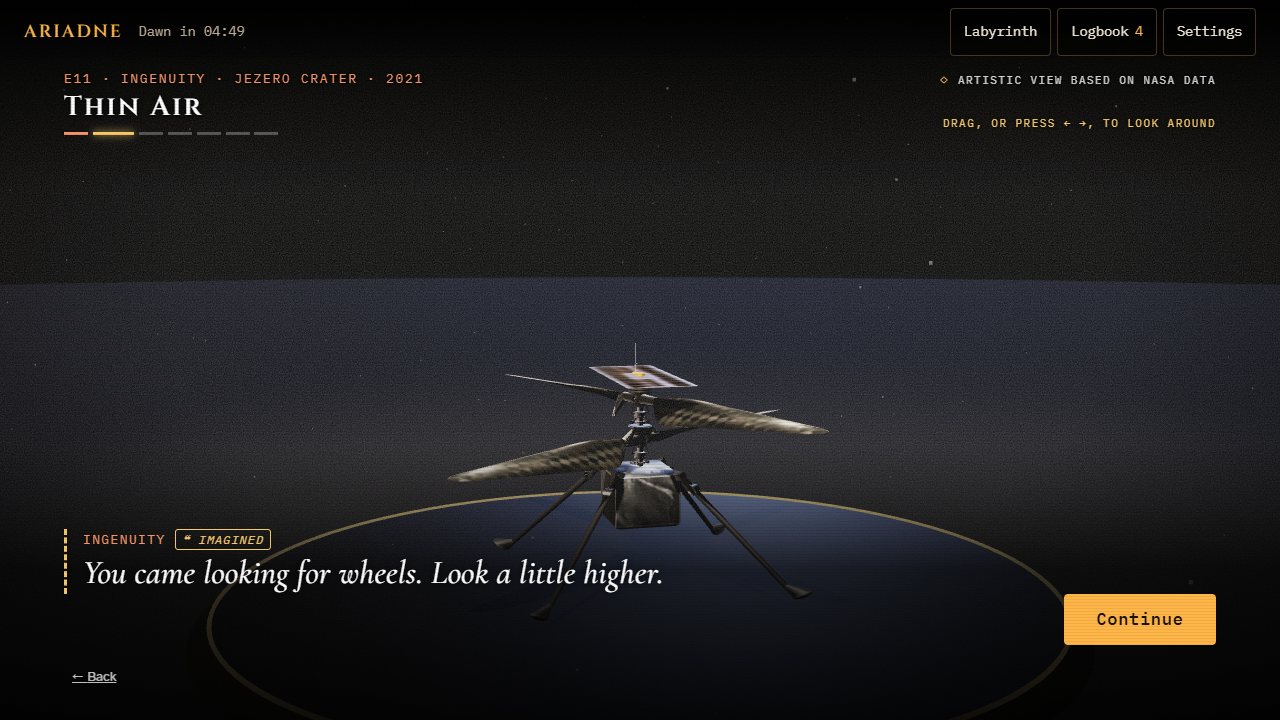 ARIADNE Dawn in 04:49 Labyrinth Logbook 4 Settings
E11 · INGENUITY · JEZERO CRATER · 2021
THIN AIR
◇ ARTISTIC VIEW BASED ON NASA DATA
DRAG, OR PRESS ← →, TO LOOK AROUND
INGENUITY ❝ IMAGINED
You came looking for wheels. Look a little higher.
Continue
← Back